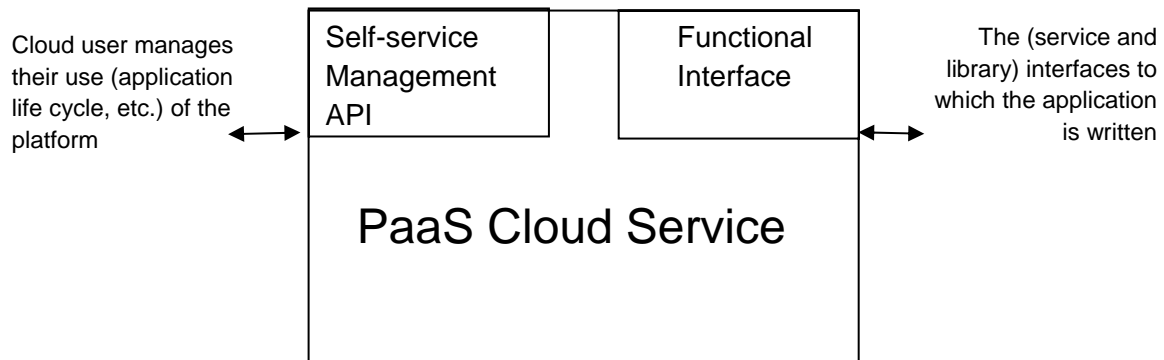 Cloud user manages
their use (application
life cycle, etc.) of the
platform
Self-service
Management
API
Functional
Interface
The (service and
library) interfaces to
which the application
is written
PaaS Cloud Service